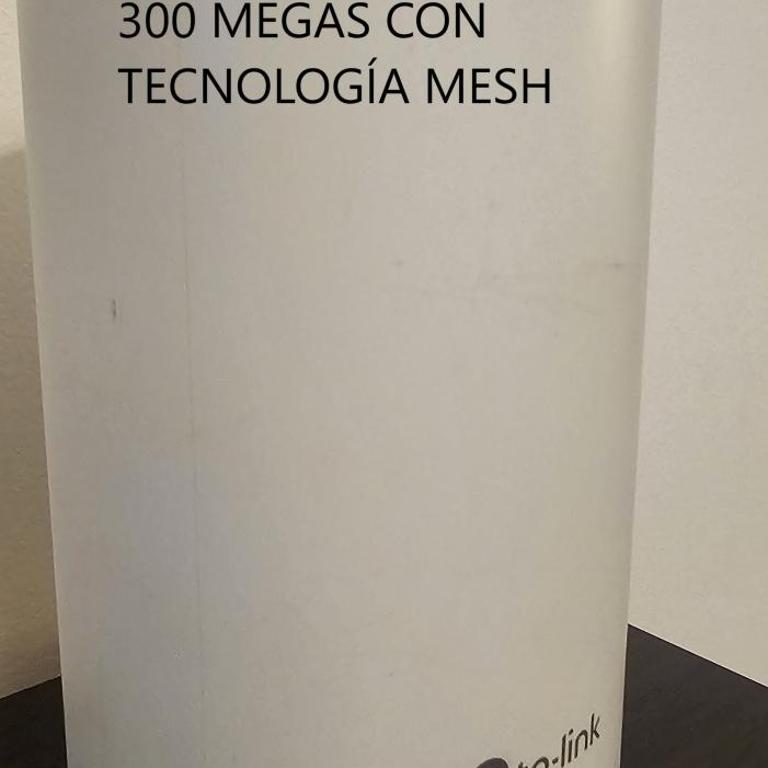 300 MEGAS CON
TECNOLOGÍA MESH
tp-link